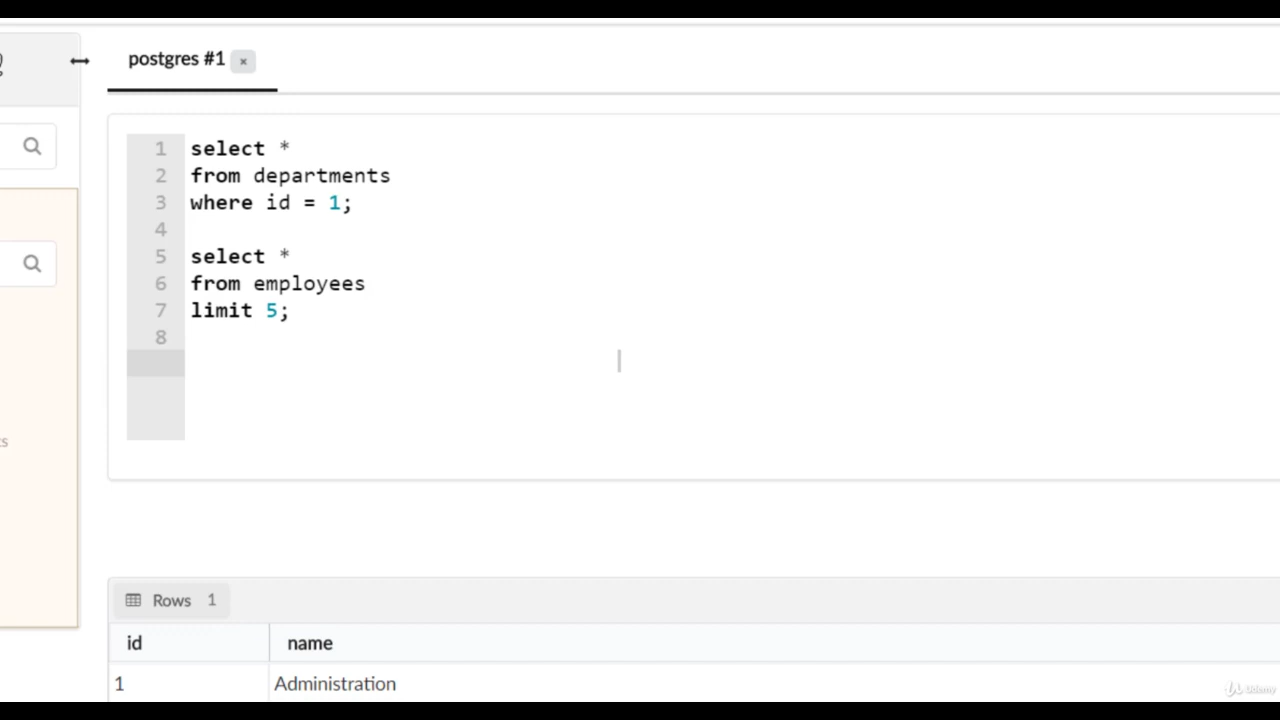 postgres #1 ×
1 select *
2 from departments
3 where id = 1;
4
5 select *
6 from employees
7 limit 5;
8
Rows 1
id name
1 Administration
Udemy